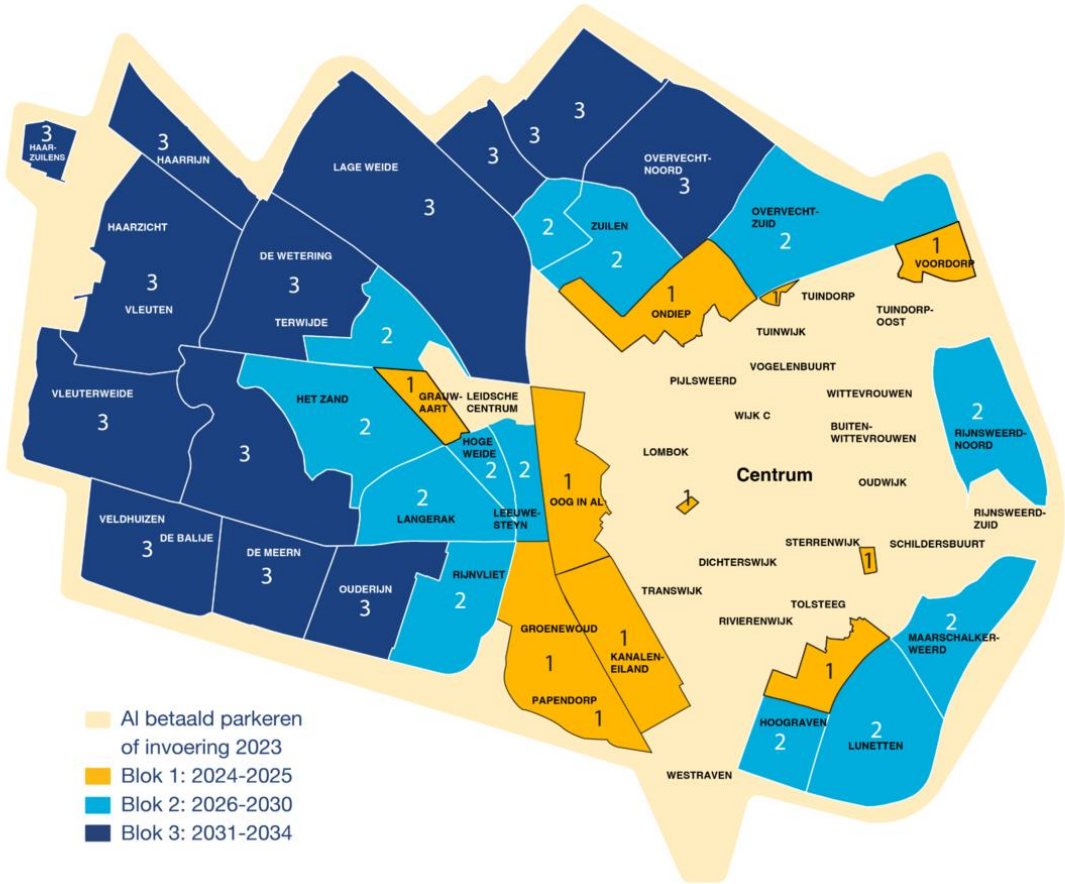 3
HAAR-
ZUILENS
3
HAARRIJN
LAGE WEIDE
3
3
3
3
OVERVECHT-
NOORD
3
HAARZICHT
3
VLEUTEN
DE WETERING
3
TERWIJDE
2
2
ZUILEN
2
OVERVECHT-
ZUID
2
1
VOORDORP
1
ONDIEP
1
TUINDORP
TUINDORP-
OOST
TUINWIJK
VOGELENBUURT
PIJLSWEERD
WITTEVROUWEN
WIJK C
BUITEN-
WITTEVROUWEN
2
RIJNSWEERD-
NOORD
VLEUTERWEIDE
3
3
HET ZAND
2
1
GRAUW-
AART
LEIDSCHE
CENTRUM
HOGE
WEIDE
2
2
LEEUWE-
STEYN
2
LANGERAK
1
OOG IN AL
LOMBOK
1
Centrum
OUDWIJK
RIJNSWEERD-
ZUID
STERRENWIJK
SCHILDERSBUURT
1
DICHTERSWIJK
TRANSWIJK
TOLSTEEG
RIVIERENWIJK
VELDHUIZEN
3
DE BALIJE
DE MEERN
3
OUDERIJN
3
RIJNVLIET
2
GROENEWOUD
1
PAPENDORP
1
1
KANALEN-
EILAND
1
2
MAARSCHALKER-
WEERD
HOOGRAVEN
2
2
LUNETTEN
WESTRAVEN
Al betaald parkeren
of invoering 2023
Blok 1: 2024-2025
Blok 2: 2026-2030
Blok 3: 2031-2034